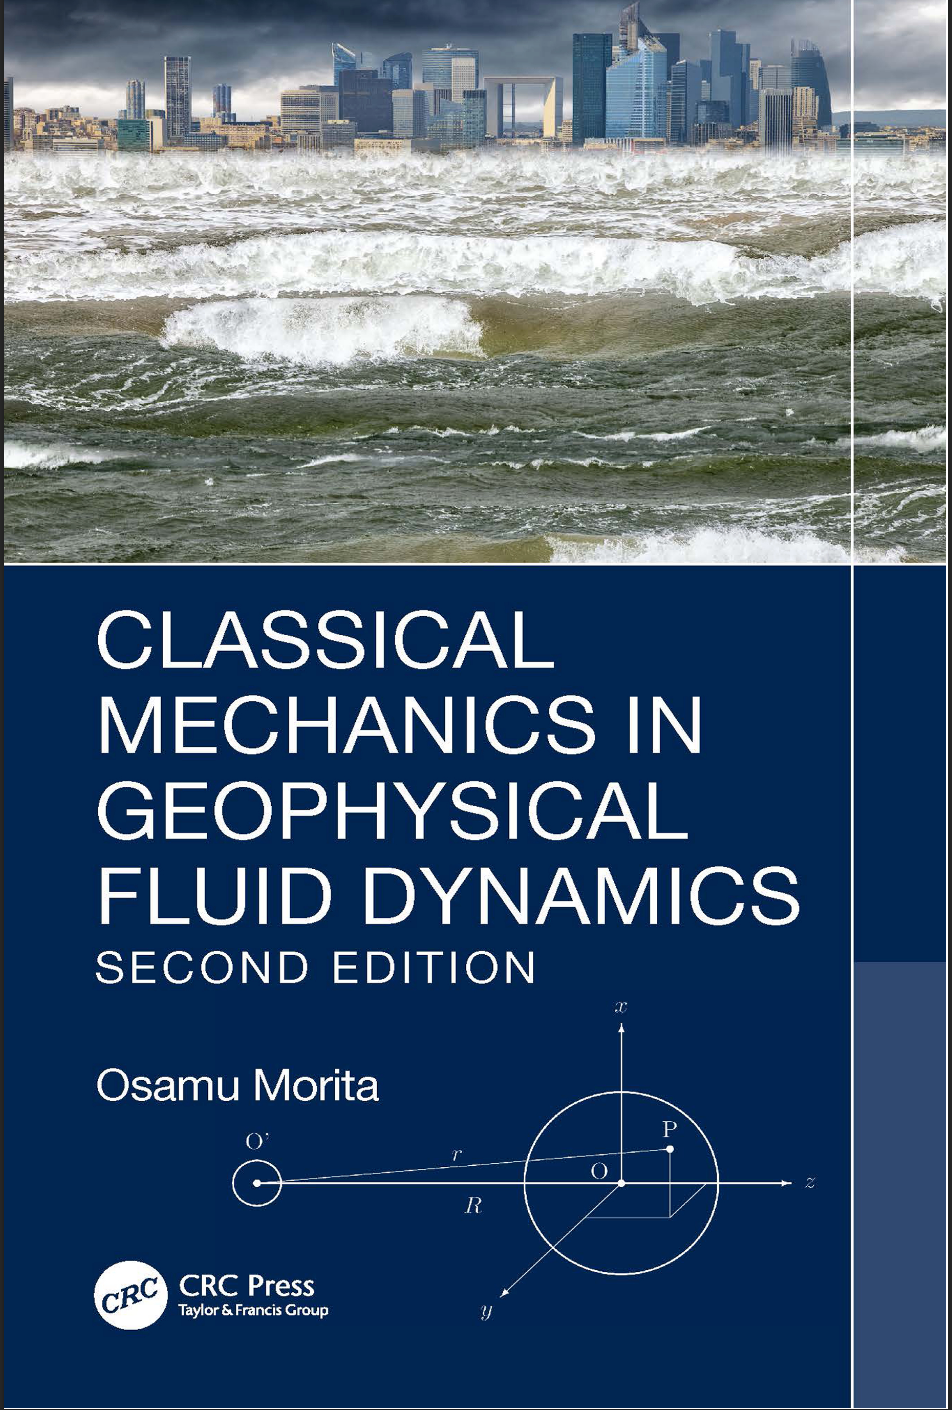 CLASSICAL
MECHANICS IN
GEOPHYSICAL
FLUID DYNAMICS
SECOND EDITION
x
Osamu Morita
O'
P
r
O
z
R
y
CRC
CRC Press
Taylor & Francis Group